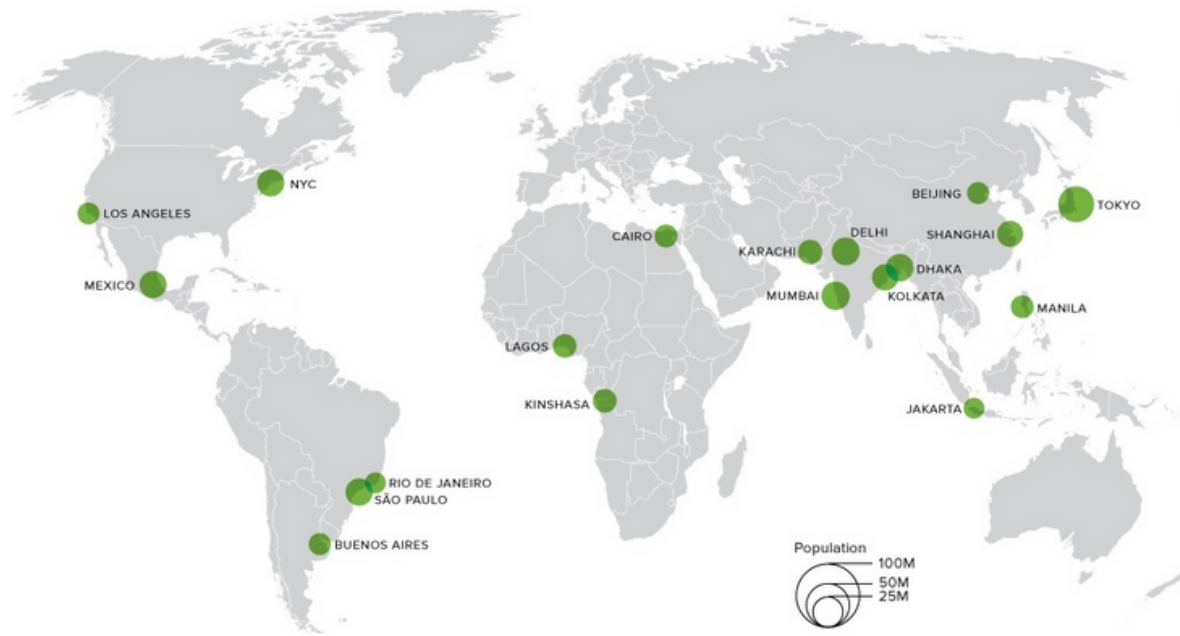 NYC
LOS ANGELES
MEXICO
RIO DE JANEIRO
SÃO PAULO
BUENOS AIRES
CAIRO
LAGOS
KINSHASA
BEIJING
TOKYO
DELHI
SHANGHAI
KARACHI
DHAKA
MUMBAI
KOLKATA
MANILA
JAKARTA
Population
100M
50M
25M